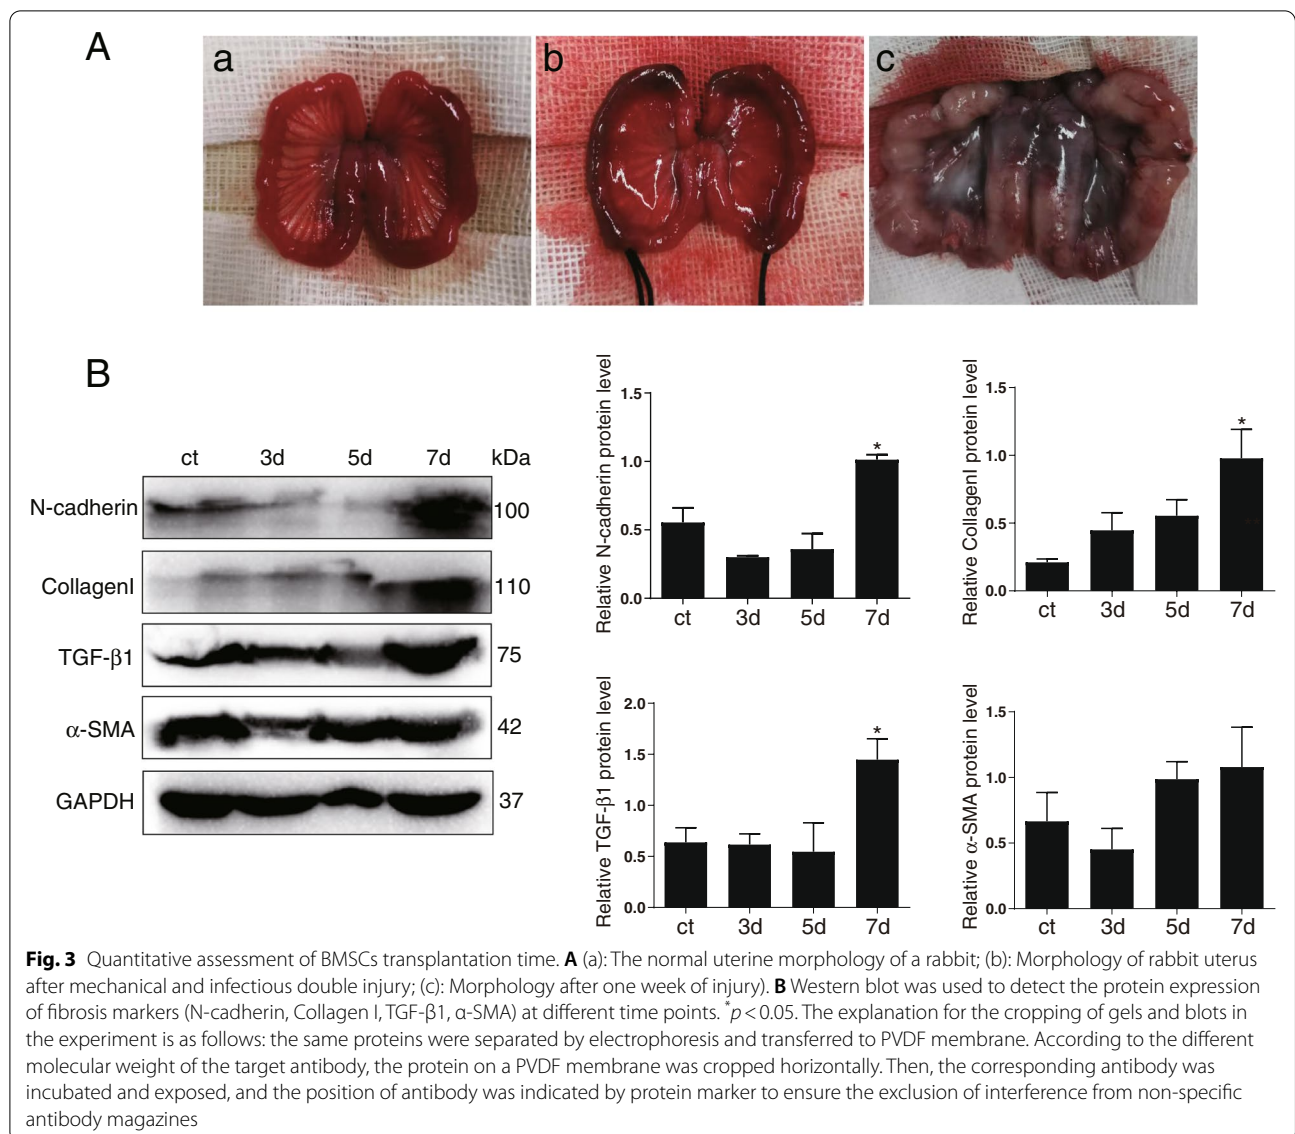 A
a
b
c
B
ct 3d 5d 7d kDa
N-cadherin 100
CollagenI 110
TGF-β1 75
α-SMA 42
GAPDH 37
Relative N-cadherin protein level
1.5
1.0
0.5
0.0
*
ct 3d 5d 7d
Relative CollagenI protein level
1.5
1.0
0.5
0.0
*
ct 3d 5d 7d
Relative TGF-β1 protein level
2.0
1.5
1.0
0.5
0.0
*
ct 3d 5d 7d
Relative α-SMA protein level
1.5
1.0
0.5
0.0
ct 3d 5d 7d
Fig. 3 Quantitative assessment of BMSCs transplantation time. A (a): The normal uterine morphology of a rabbit; (b): Morphology of rabbit uterus
after mechanical and infectious double injury; (c): Morphology after one week of injury). B Western blot was used to detect the protein expression
of fibrosis markers (N-cadherin, Collagen I, TGF-β1, α-SMA) at different time points. *p < 0.05. The explanation for the cropping of gels and blots in
the experiment is as follows: the same proteins were separated by electrophoresis and transferred to PVDF membrane. According to the different
molecular weight of the target antibody, the protein on a PVDF membrane was cropped horizontally. Then, the corresponding antibody was
incubated and exposed, and the position of antibody was indicated by protein marker to ensure the exclusion of interference from non-specific
antibody magazines